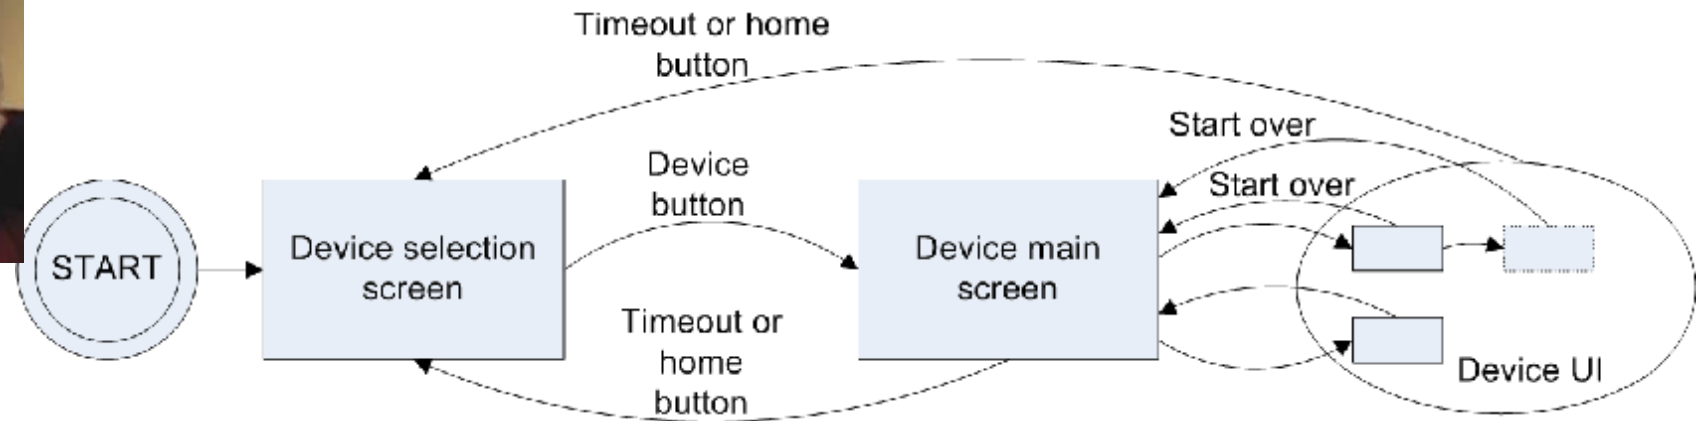 Timeout or home
button
Start over
Device
button
Start over
START
Device selection
screen
Device main
screen
Timeout or
home
button
Device UI